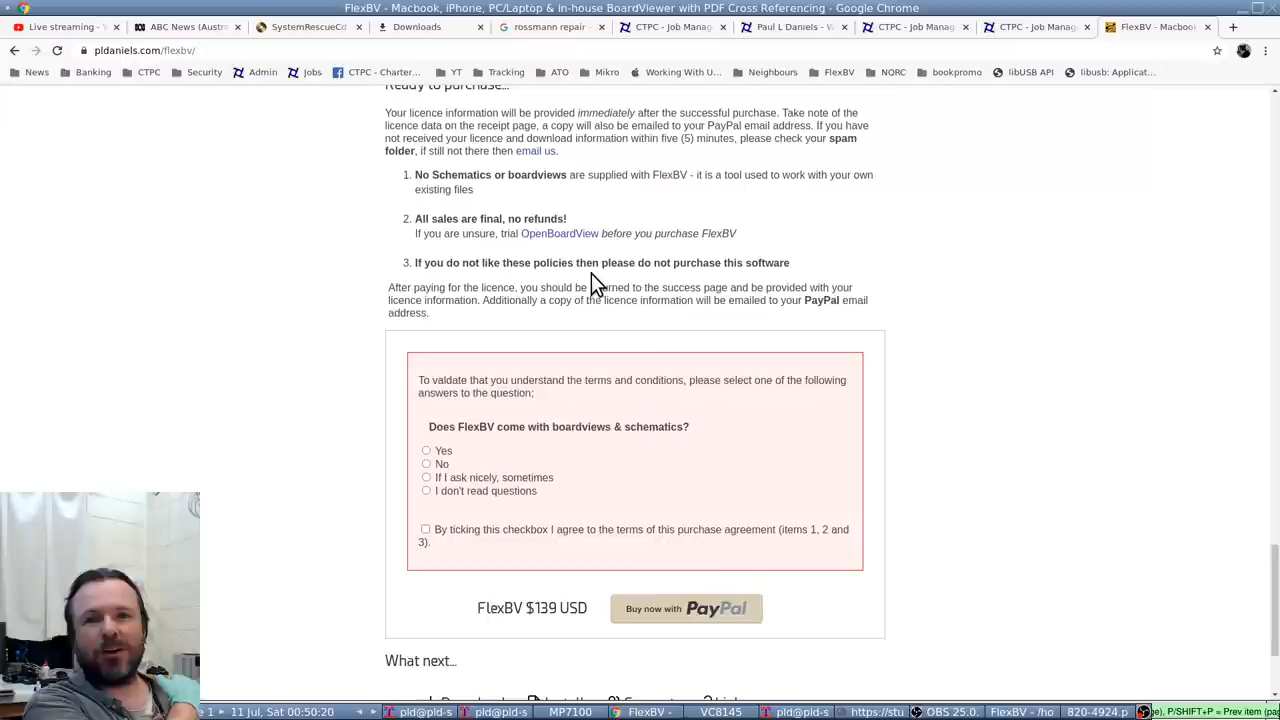 FlexBV - Macbook, iPhone, PC/Laptop & In-house BoardViewer with PDF Cross Referencing - Google Chrome
Live streaming - Y
ABC News (Austra
SystemRescueCd
Downloads
rossmann repair -
CTPC - Job Manag
Paul L Daniels - W
CTPC - Job Manag
CTPC - Job Manag
FlexBV - Macbook
pldaniels.com/flexbv/
News Banking CTPC Security Admin Jobs CTPC - Charter... YT Tracking ATO Mikro Working With U... Neighbours FlexBV NQRC bookpromo libUSB API libusb: Applicat...
Ready to purchase...
Your licence information will be provided immediately after the successful purchase. Take note of the
licence data on the receipt page, a copy will also be emailed to your PayPal email address. If you have
not received your licence and download information within five (5) minutes, please check your spam
folder, if still not there then email us.
1. No Schematics or boardviews are supplied with FlexBV - it is a tool used to work with your own
existing files
2. All sales are final, no refunds!
If you are unsure, trial OpenBoardView before you purchase FlexBV
3. If you do not like these policies then please do not purchase this software
After paying for the licence, you should be rned to the success page and be provided with your
licence information. Additionally a copy of the licence information will be emailed to your PayPal email
address.
To valdate that you understand the terms and conditions, please select one of the following
answers to the question;
Does FlexBV come with boardviews & schematics?
Yes
No
If I ask nicely, sometimes
I don't read questions
By ticking this checkbox I agree to the terms of this purchase agreement (items 1, 2 and
3).
FlexBV $139 USD Buy now with PayPal
What next...
e 1 11 Jul, Sat 00:50:20 pld@pld-s pld@pld-s MP7100 FlexBV - VC8145 pld@pld-s https://stu OBS 25.0. FlexBV - /ho 820-4924.p ge), P/SHIFT+P = Prev item (pa